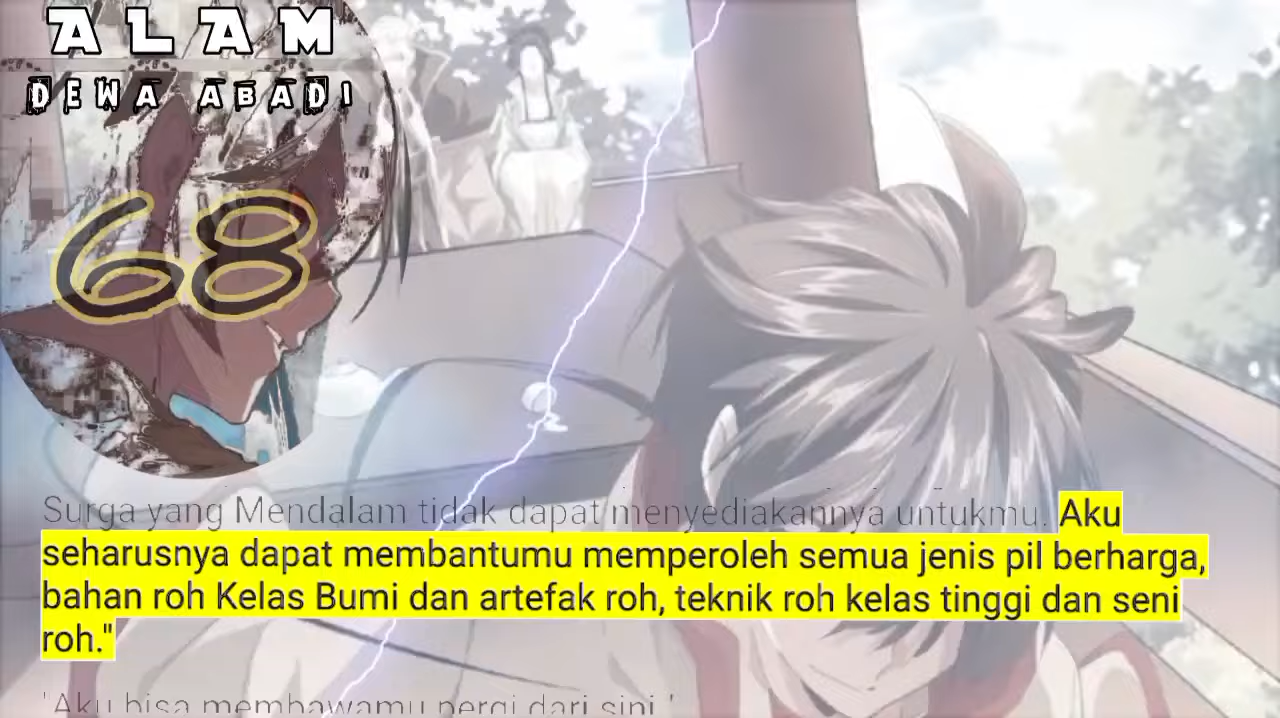 ALAM
DEWA ABADI
68
Surga yang Mendalam tidak dapat menyediakannya untukmu. Aku
seharusnya dapat membantumu memperoleh semua jenis pil berharga,
bahan roh Kelas Bumi dan artefak roh, teknik roh kelas tinggi dan seni
roh."
'Aku bisa membawamu pergi dari sini.'